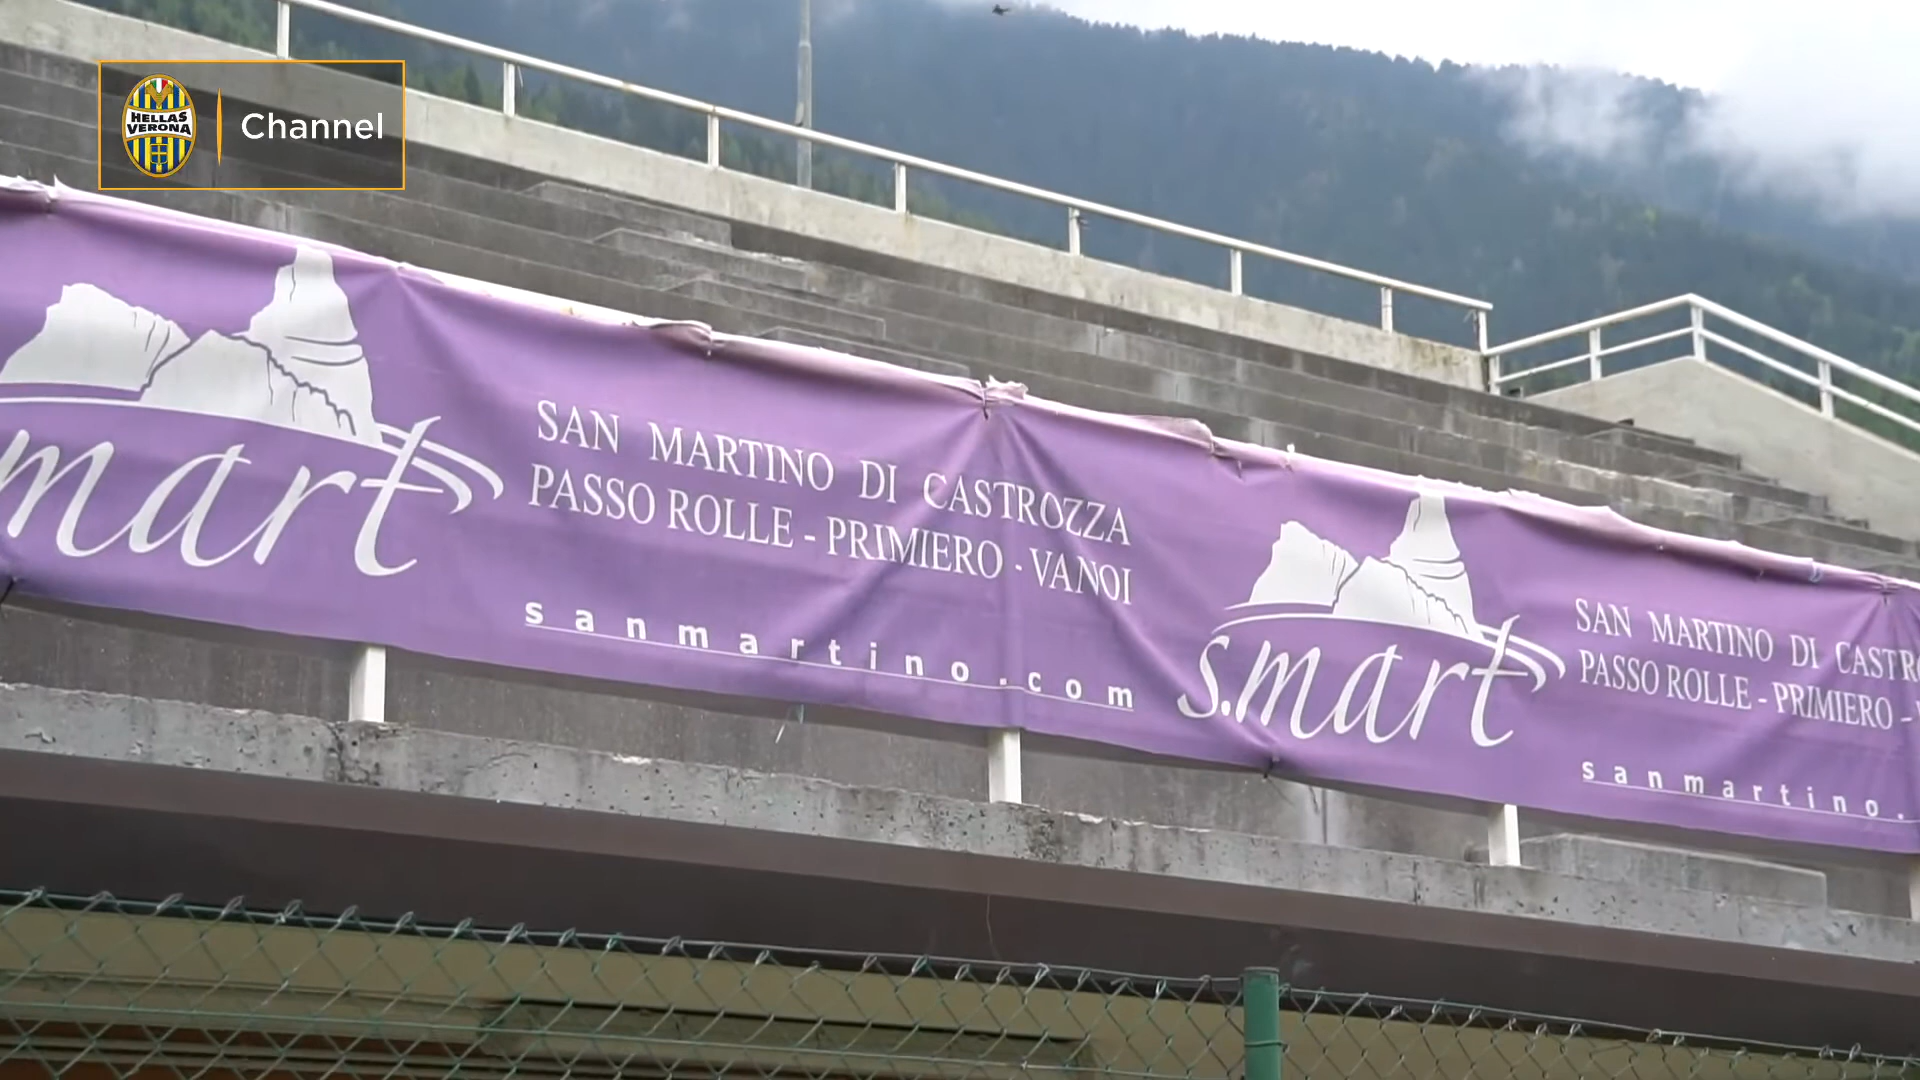 HELLAS
VERONA
Channel
mart
SAN MARTINO DI CASTROZZA
PASSO ROLLE - PRIMIERO - VANOI
sanmartino.com
s.mart
SAN MARTINO DI
PASSO ROLLE - PRIMIERO -
sanmartino.